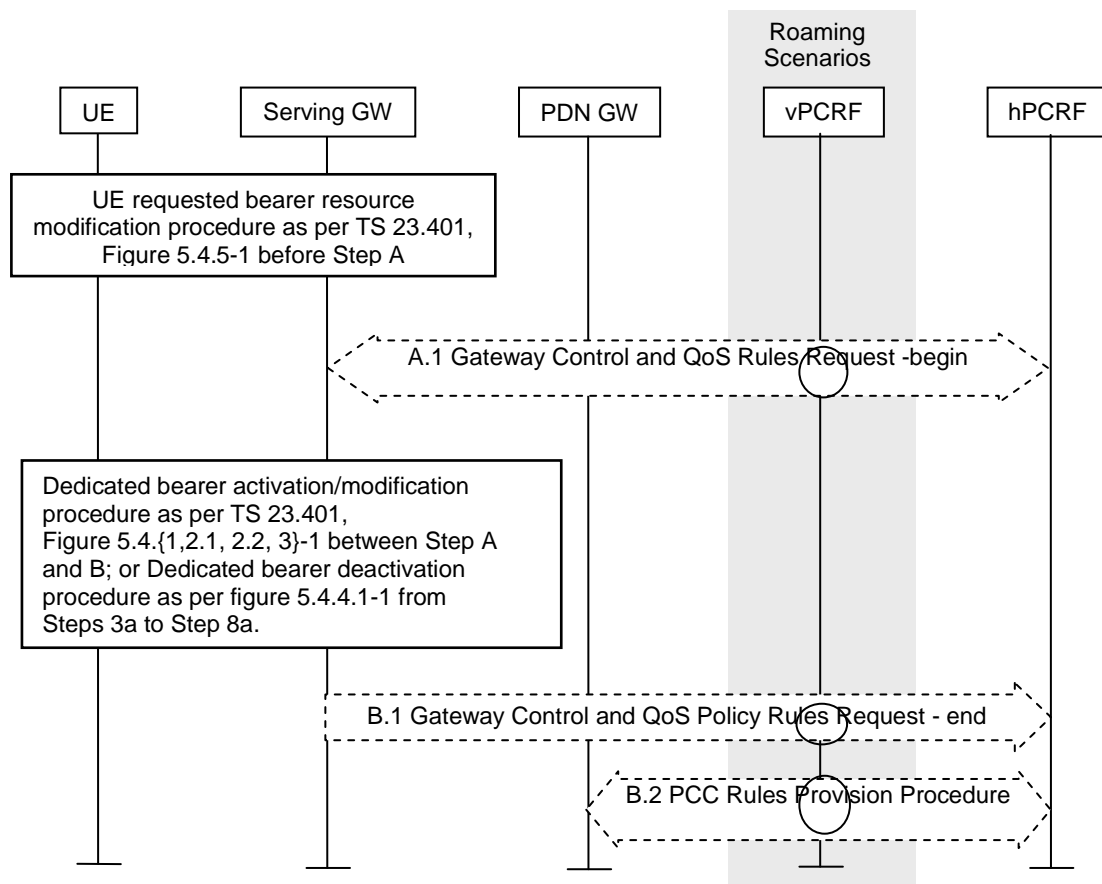 Roaming
Scenarios
UE
Serving GW
PDN GW
vPCRF
hPCRF
UE requested bearer resource
modification procedure as per TS 23.401,
Figure 5.4.5-1 before Step A
A.1 Gateway Control and QoS Rules Request -begin
Dedicated bearer activation/modification
procedure as per TS 23.401,
Figure 5.4.{1,2.1, 2.2, 3}-1 between Step A
and B; or Dedicated bearer deactivation
procedure as per figure 5.4.4.1-1 from
Steps 3a to Step 8a.
B.1 Gateway Control and QoS Policy Rules Request - end
B.2 PCC Rules Provision Procedure